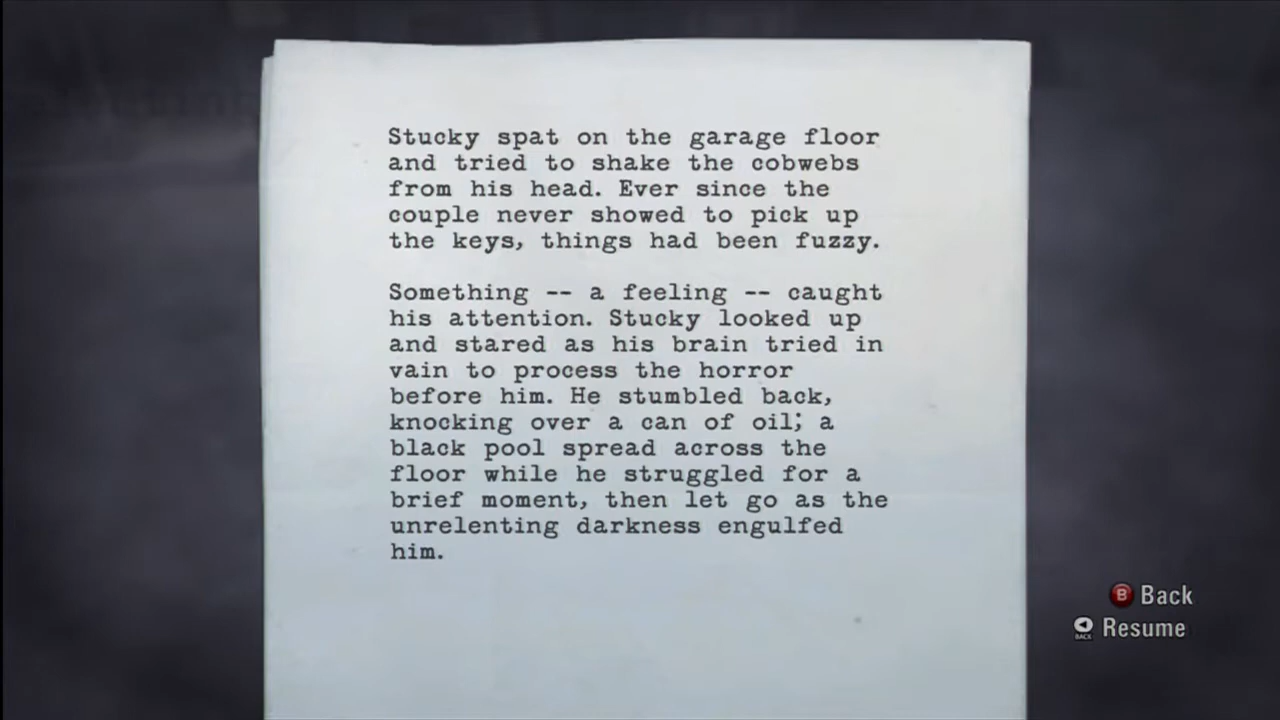 Stucky spat on the garage floor
and tried to shake the cobwebs
from his head. Ever since the
couple never showed to pick up
the keys, things had been fuzzy.
Something -- a feeling -- caught
his attention. Stucky looked up
and stared as his brain tried in
vain to process the horror
before him. He stumbled back,
knocking over a can of oil; a
black pool spread across the
floor while he struggled for a
brief moment, then let go as the
unrelenting darkness engulfed
him.
B Back
BACK Resume